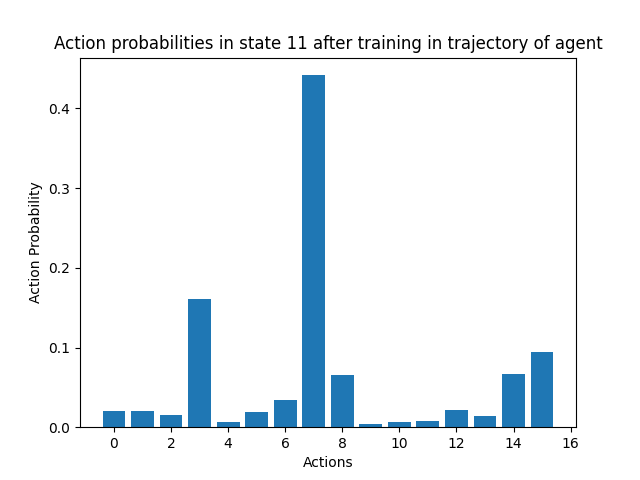 Action probabilities in state 11 after training in trajectory of agent
0.4
0.3
0.2
0.1
0.0
Action Probability
0 2 4 6 8 10 12 14 16
Actions